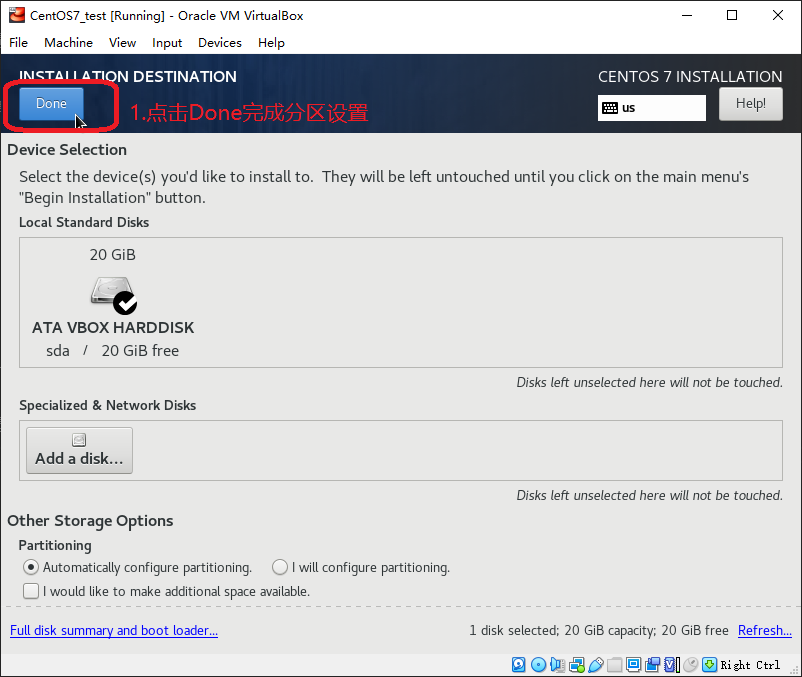 CentOS7_test [Running] - Oracle VM VirtualBox
File Machine View Input Devices Help
INSTALLATION DESTINATION
CENTOS 7 INSTALLATION
Done
1.点击Done完成分区设置
us
Help!
Device Selection
Select the device(s) you'd like to install to. They will be left untouched until you click on the main menu's
"Begin Installation" button.
Local Standard Disks
20 GiB
ATA VBOX HARDDISK
sda / 20 GiB free
Disks left unselected here will not be touched.
Specialized & Network Disks
Add a disk...
Disks left unselected here will not be touched.
Other Storage Options
Partitioning
Automatically configure partitioning. I will configure partitioning.
I would like to make additional space available.
Full disk summary and boot loader... 1 disk selected; 20 GiB capacity; 20 GiB free Refresh...
Right Ctrl